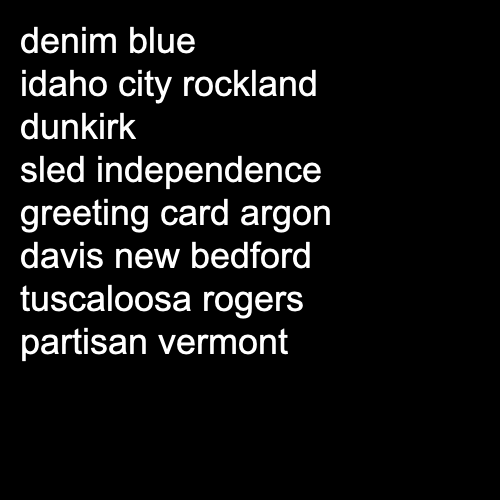 denim blue
idaho city rockland
dunkirk
sled independence
greeting card argon
davis new bedford
tuscaloosa rogers
partisan vermont